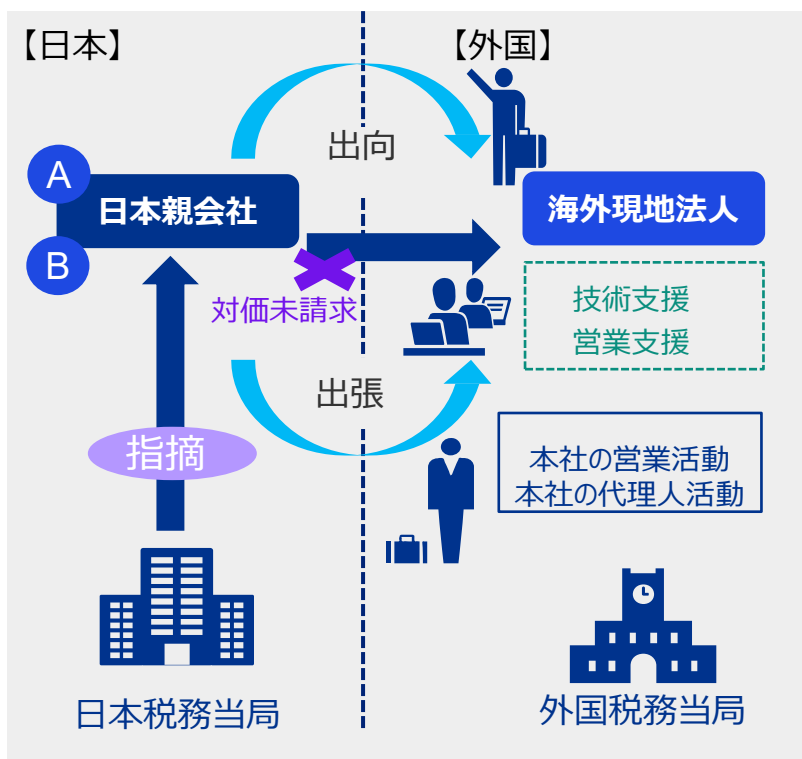 【日本】
【外国】
出向
A
日本親会社
海外現地法人
B
対価未請求
技術支援
営業支援
出張
指摘
本社の営業活動
本社の代理人活動
日本税務当局
外国税務当局